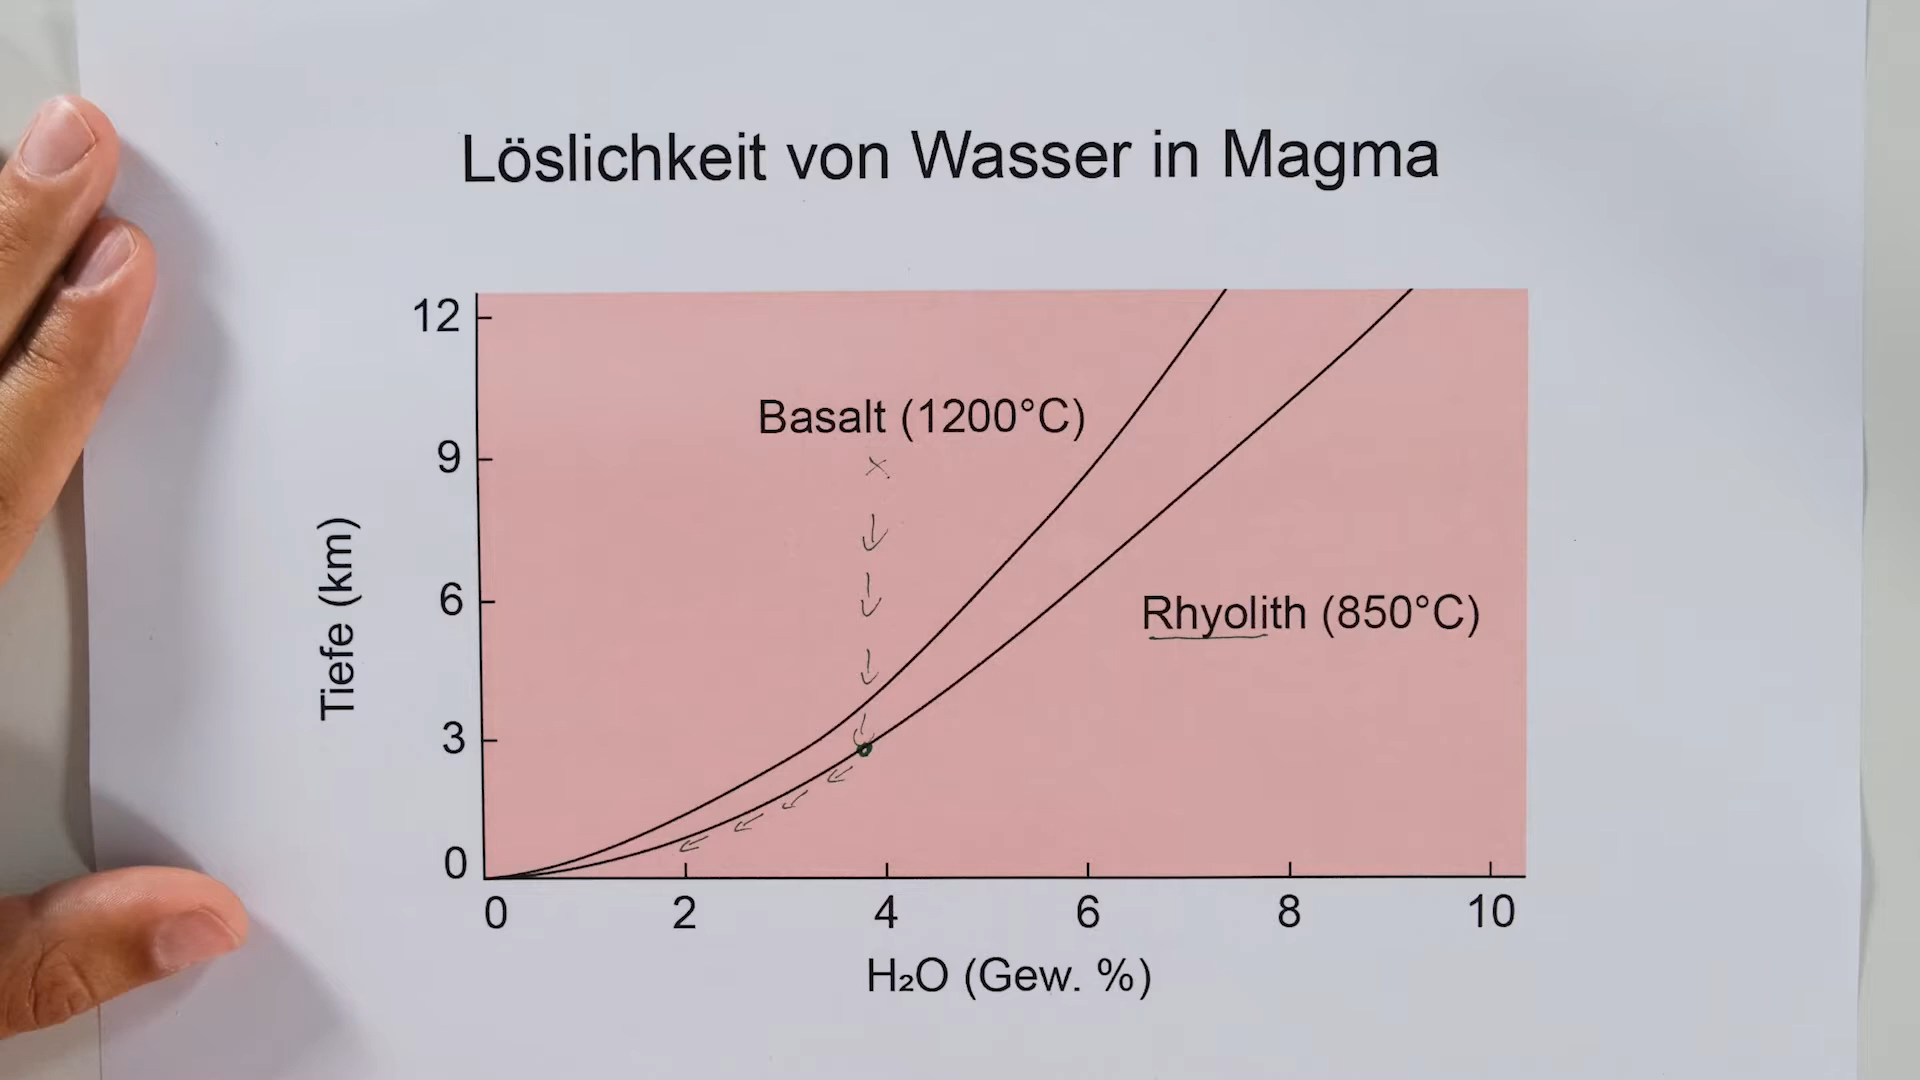 Löslichkeit von Wasser in Magma
12
9
6
3
0
Tiefe (km)
Basalt (1200°C)
x
Rhyolith (850°C)
0 2 4 6 8 10
H₂O (Gew. %)